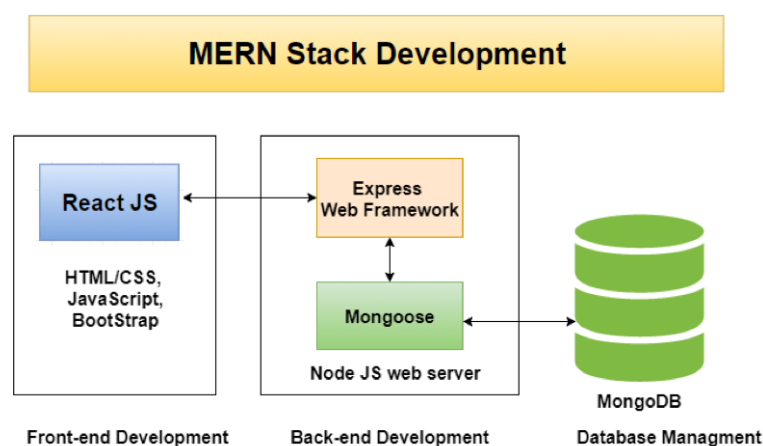 MERN Stack Development
React JS
HTML/CSS,
JavaScript,
BootStrap
Express
Web Framework
Mongoose
Node JS web server
MongoDB
Front-end Development
Back-end Development
Database Managment